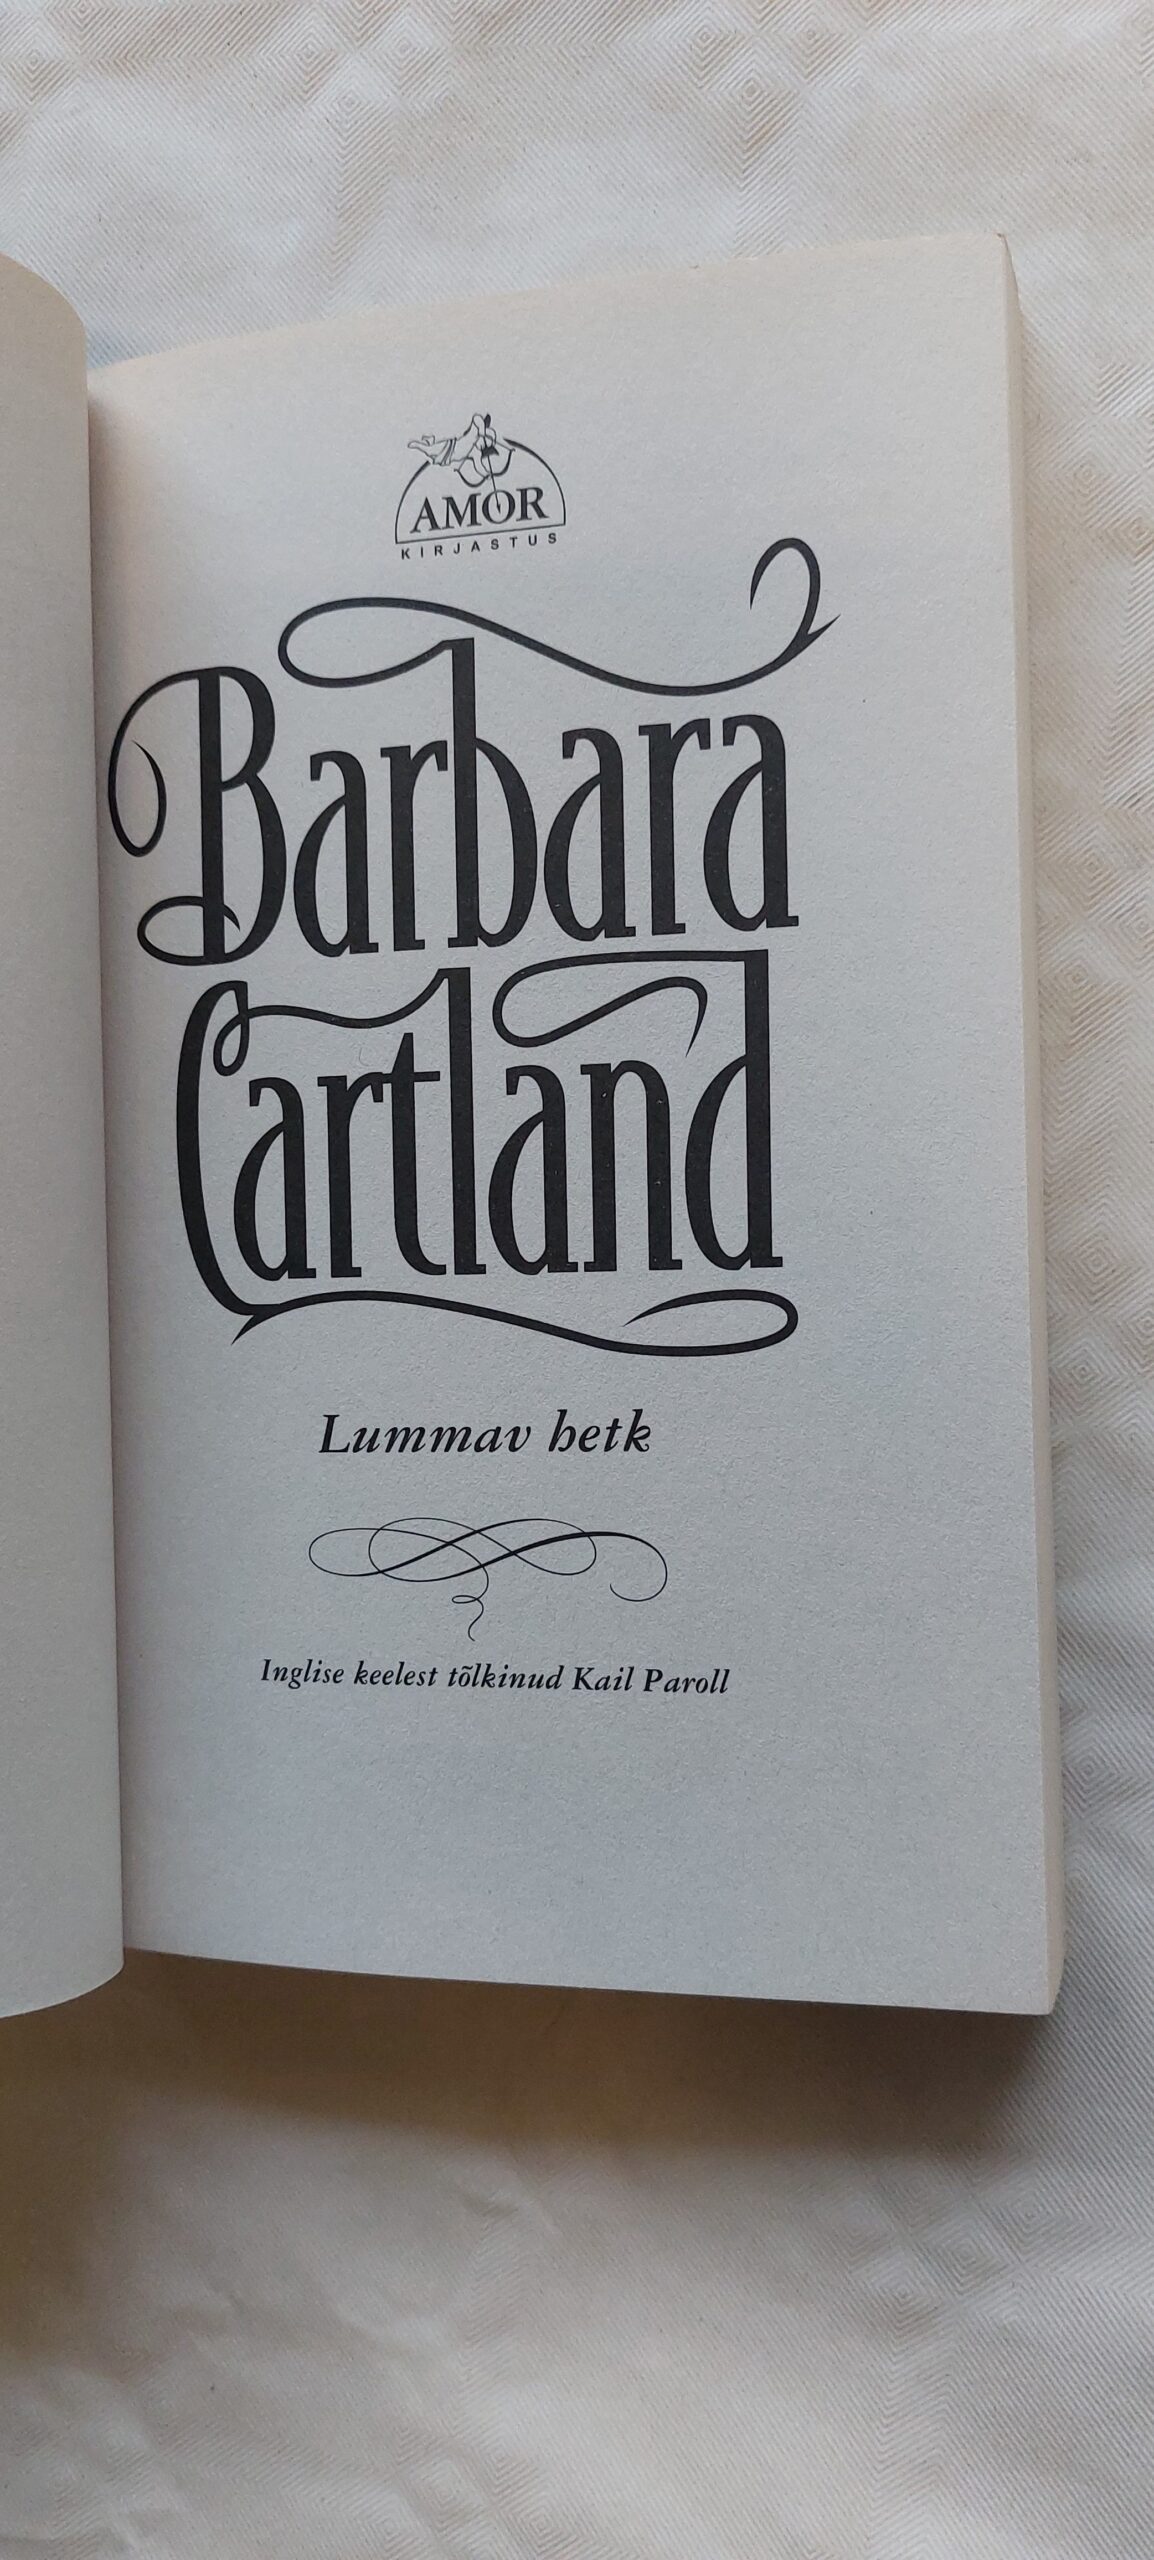 AMOR
KIRJASTUS
Barbara
Cartland
Lummav hetk
Inglise keelest tõlkinud Kail Paroll